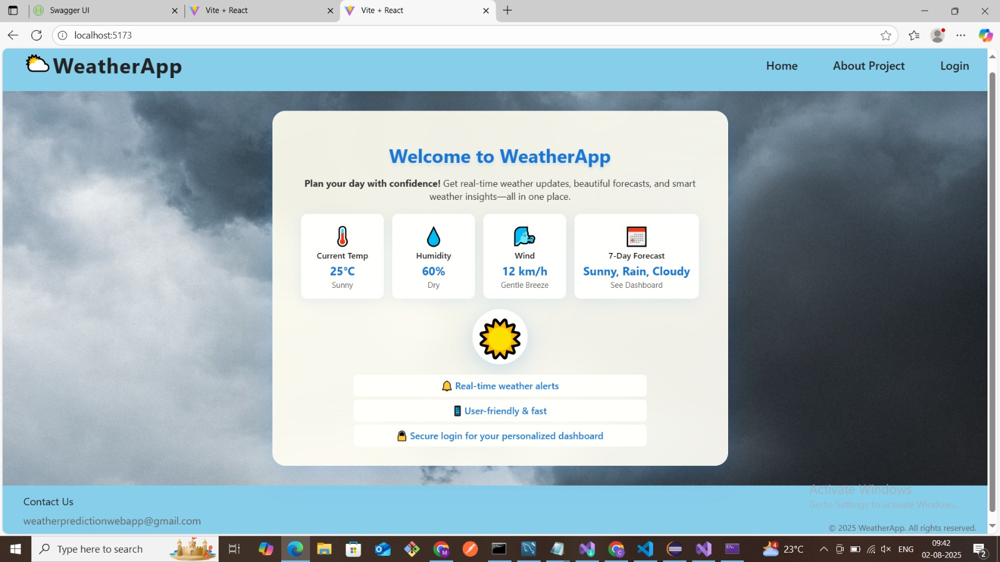 Swagger UI
Vite + React
Vite + React
localhost:5173
WeatherApp
Home
About Project
Login
Welcome to WeatherApp
Plan your day with confidence! Get real-time weather updates, beautiful forecasts, and smart
weather insights—all in one place.
Current Temp
25°C
Sunny
Humidity
60%
Dry
Wind
12 km/h
Gentle Breeze
7-Day Forecast
Sunny, Rain, Cloudy
See Dashboard
Real-time weather alerts
User-friendly & fast
Secure login for your personalized dashboard
Activate Windows
Go to Settings to activate Windows.
Contact Us
weatherpredictionwebapp@gmail.com
© 2025 WeatherApp. All rights reserved.
Type here to search
M
C
4
23°C
ENG
09:42
02-08-2025
2